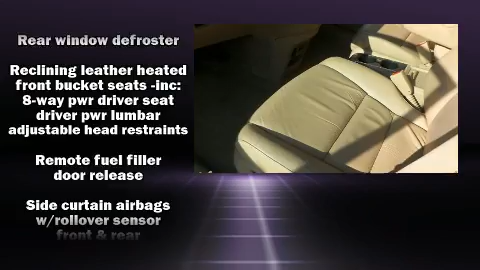 Rear window defroster
Reclining leather heated
front bucket seats -inc:
8-way pwr driver seat
driver pwr lumbar
adjustable head restraints
Remote fuel filler
door release
Side curtain airbags
w/rollover sensor
front & rear